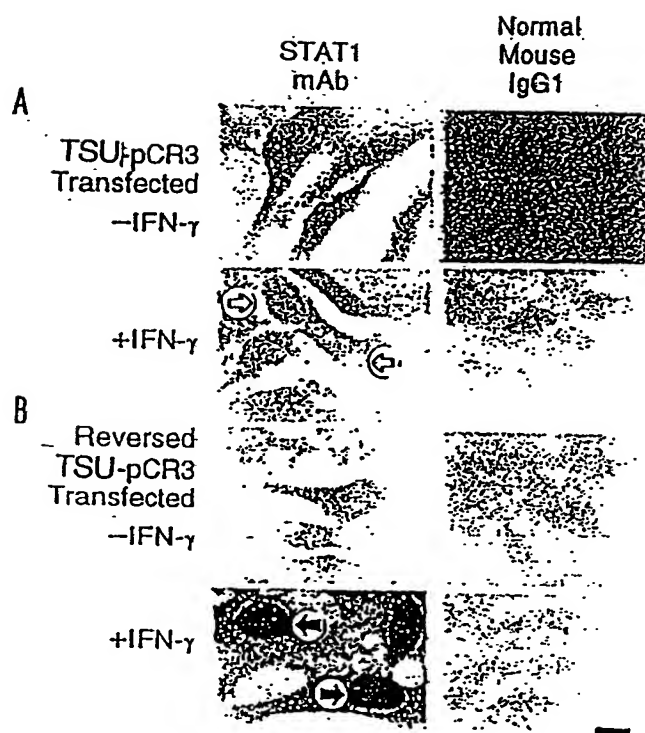 STAT1
mAb
Normal
Mouse
IgG1
A
TSU-pCR3
Transfected
−IFN-γ
+IFN-γ
B
Reversed
TSU-pCR3
Transfected
−IFN-γ
+IFN-γ